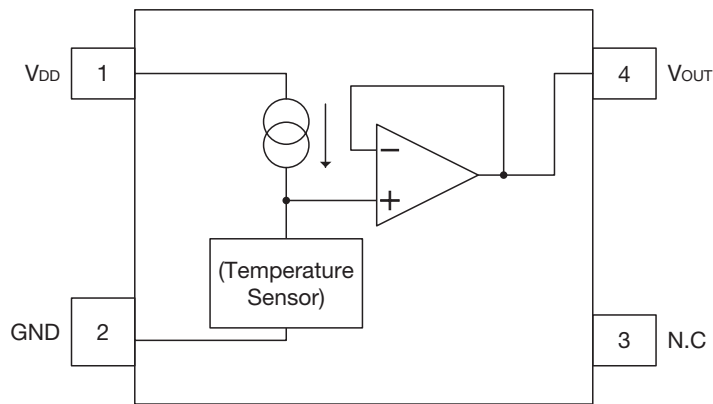 VDD
1
4
VOUT
−
+
(Temperature
Sensor)
GND
2
3
N.C